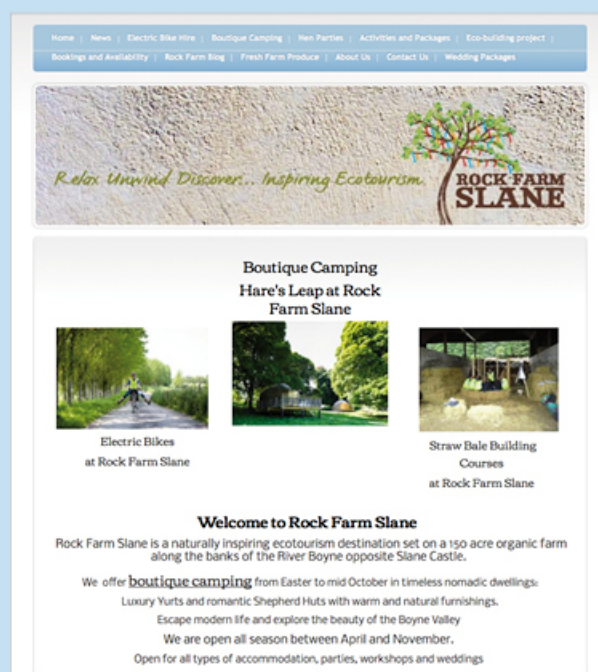 Home | News | Electric Bike Hire | Boutique Camping | Hen Parties | Activities and Packages | Eco-building project |
Bookings and Availability | Rock Farm Blog | Fresh Farm Produce | About Us | Contact Us | Wedding Packages
Relax Unwind Discover... Inspiring Ecotourism
ROCK FARM
SLANE
Boutique Camping
Hare's Leap at Rock
Farm Slane
Electric Bikes
at Rock Farm Slane
Straw Bale Building
Courses
at Rock Farm Slane
Welcome to Rock Farm Slane
Rock Farm Slane is a naturally inspiring ecotourism destination set on a 150 acre organic farm
along the banks of the River Boyne opposite Slane Castle.
We offer boutique camping from Easter to mid October in timeless nomadic dwellings:
Luxury Yurts and romantic Shepherd Huts with warm and natural furnishings.
Escape modern life and explore the beauty of the Boyne Valley
We are open all season between April and November.
Open for all types of accommodation, parties, workshops and weddings